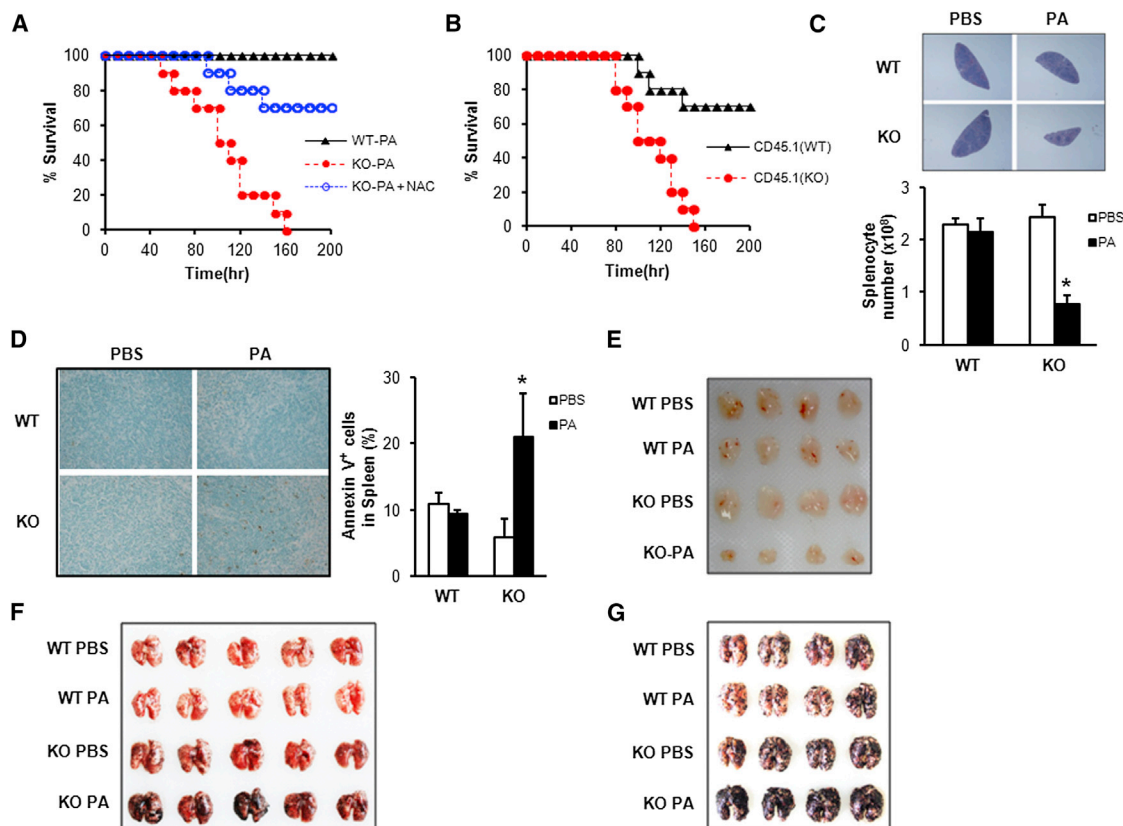 A
% Survival
100
80
60
40
20
0
0 40 80 120 160 200
Time(hr)
WT-PA
KO-PA
KO-PA+NAC
B
% Survival
100
80
60
40
20
0
0 40 80 120 160 200
Time(hr)
CD45.1(WT)
CD45.1(KO)
C
PBS PA
WT
KO
Splenocyte
number (x10⁸)
3
2
1
0
PBS
PA
*
WT KO
D
PBS PA
WT
KO
Annexin V⁺ cells
in Spleen (%)
30
20
10
0
*
PBS
PA
WT KO
E
WT PBS
WT PA
KO PBS
KO-PA
F
WT PBS
WT PA
KO PBS
KO PA
G
WT PBS
WT PA
KO PBS
KO PA